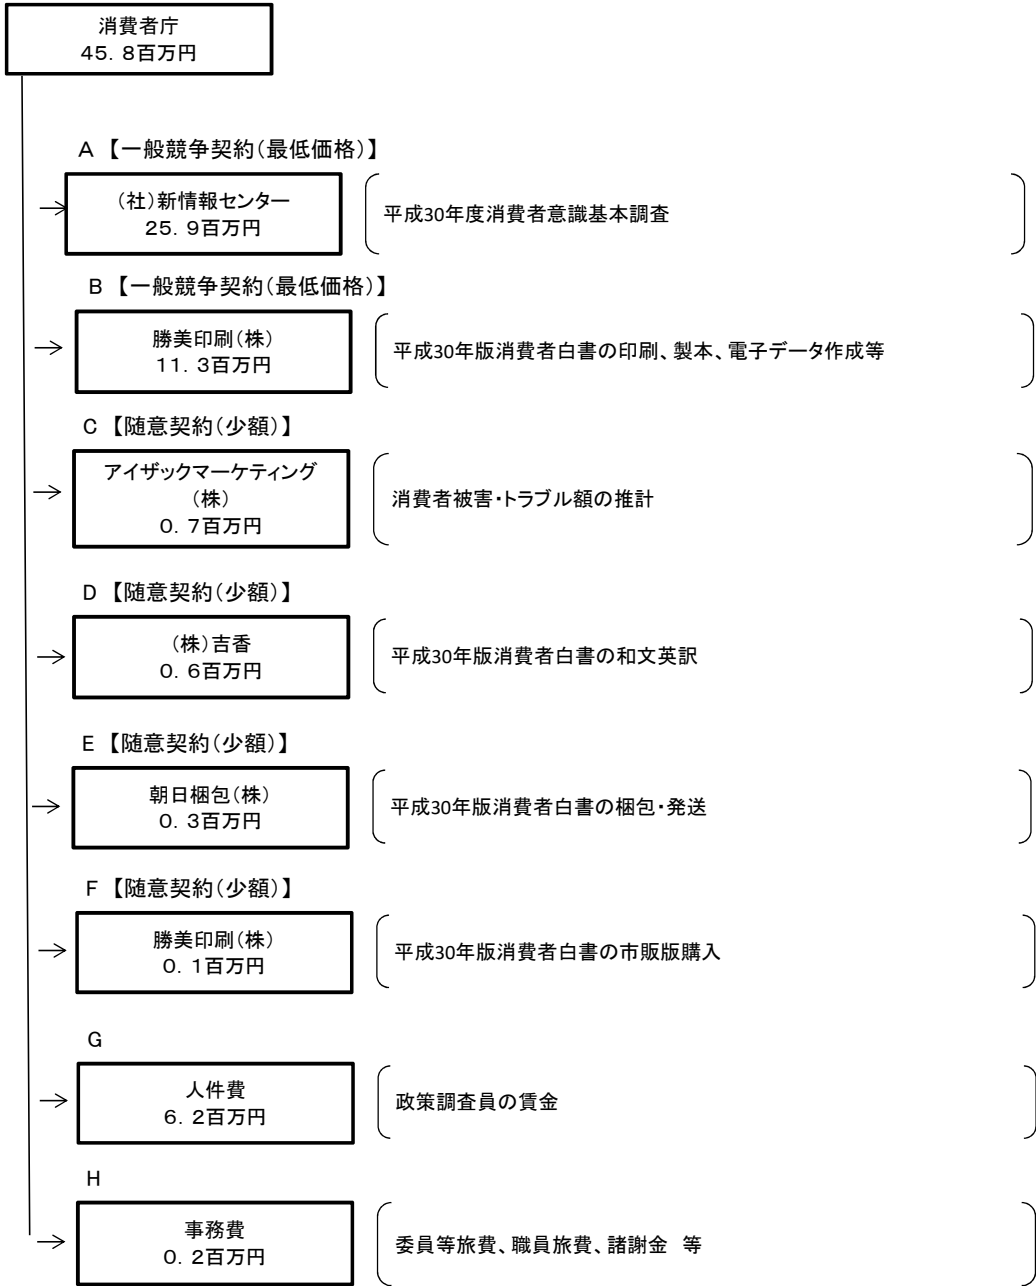 消費者庁
45．8百万円
A 【一般競争契約（最低価格）】
（社）新情報センター
25．9百万円
平成30年度消費者意識基本調査
B 【一般競争契約（最低価格）】
勝美印刷（株）
11．3百万円
平成30年版消費者白書の印刷、製本、電子データ作成等
C 【随意契約（少額）】
アイザックマーケティング
（株）
0．7百万円
消費者被害・トラブル額の推計
D 【随意契約（少額）】
（株）吉香
0．6百万円
平成30年版消費者白書の和文英訳
E 【随意契約（少額）】
朝日梱包（株）
0．3百万円
平成30年版消費者白書の梱包・発送
F 【随意契約（少額）】
勝美印刷（株）
0．1百万円
平成30年版消費者白書の市販版購入
G
人件費
6．2百万円
政策調査員の賃金
H
事務費
0．2百万円
委員等旅費、職員旅費、諸謝金　等